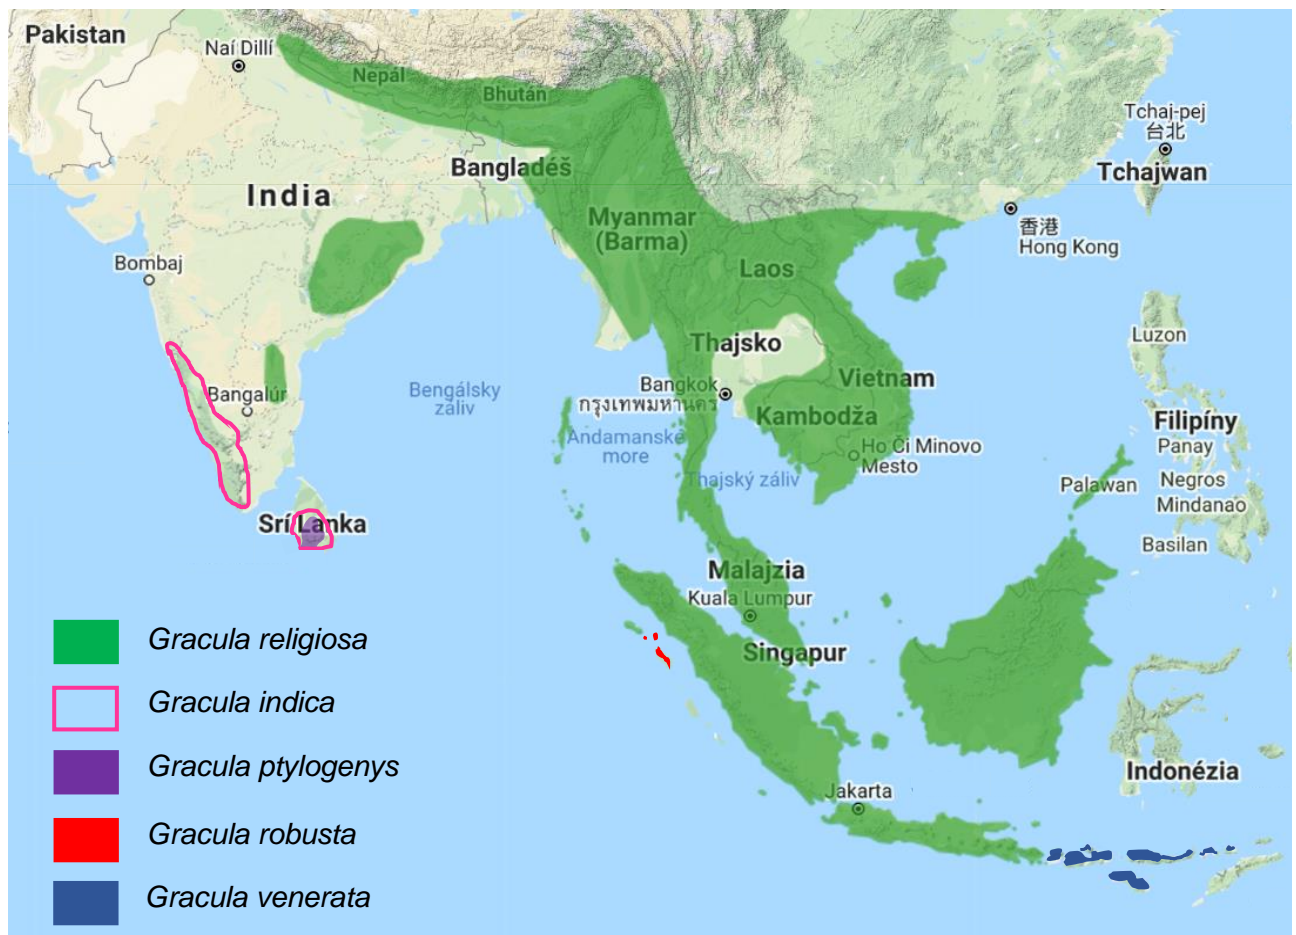 Pakistan
Naí Dillí
Nepál
Bhután
Tchaj-pej
台北
Tchajwan
Bangladéš
India
Myanmar
(Barma)
香港
Hong Kong
Laos
Bombaj
Luzon
Thajsko
Bangkok
กรุงเทพมหานคร
Vietnam
Bengálsky
záliv
Bangalúr
Kambodža
Filipíny
Panay
Andamanské
more
Ho Či Minovo
Mesto
Thajský záliv
Palawan
Negros
Mindanao
Srí Lanka
Basilan
Malajzia
Kuala Lumpur
Singapur
Indonézia
Jakarta
Gracula religiosa
Gracula indica
Gracula ptylogenys
Gracula robusta
Gracula venerata